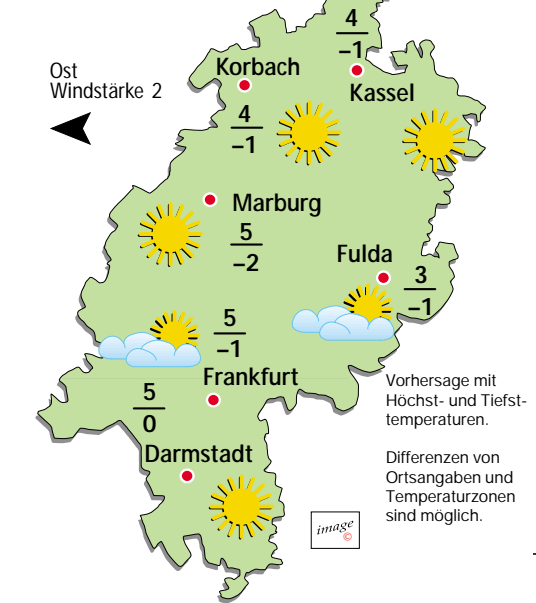 4
–1
Ost
Windstärke 2
Korbach
Kassel
4
–1
Marburg
5
–2
Fulda
3
–1
5
–1
Frankfurt
5
0
Darmstadt
Vorhersage mit
Höchst- und Tiefst-
temperaturen.
Differenzen von
Ortsangaben und
Temperaturzonen
sind möglich.
image
©